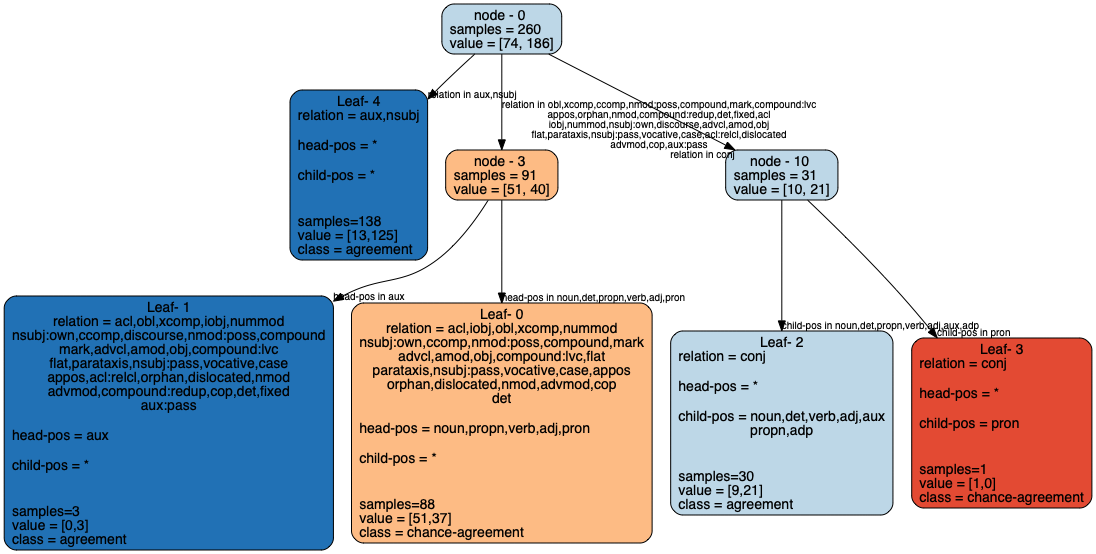 node - 0
samples = 260
value = [74, 186]
relation in aux,nsubj
relation in obl,xcomp,ccomp,nmod:poss,compound,mark,compound:lvc
appos,orphan,nmod,compound:redup,det,fixed,acl
iobj,nummod,nsubj:own,discourse,advcl,amod,obj
flat,parataxis,nsubj:pass,vocative,case,acl:relcl,dislocated
advmod,cop,aux:pass
relation in conj
Leaf- 4
relation = aux,nsubj
head-pos = *
child-pos = *
samples=138
value = [13,125]
class = agreement
node - 3
samples = 91
value = [51, 40]
node - 10
samples = 31
value = [10, 21]
head-pos in aux
head-pos in noun,det,propn,verb,adj,pron
child-pos in noun,det,propn,verb,adj,aux,adp
child-pos in pron
Leaf- 1
relation = acl,obl,xcomp,iobj,nummod
nsubj:own,ccomp,discourse,nmod:poss,compound
mark,advcl,amod,obj,compound:lvc
flat,parataxis,nsubj:pass,vocative,case
appos,acl:relcl,orphan,dislocated,nmod
advmod,compound:redup,cop,det,fixed
aux:pass
head-pos = aux
child-pos = *
samples=3
value = [0,3]
class = agreement
Leaf- 0
relation = acl,iobj,obl,xcomp,nummod
nsubj:own,ccomp,nmod:poss,compound,mark
advcl,amod,obj,compound:lvc,flat
parataxis,nsubj:pass,vocative,case,appos
orphan,dislocated,nmod,advmod,cop
det
head-pos = noun,propn,verb,adj,pron
child-pos = *
samples=88
value = [51,37]
class = chance-agreement
Leaf- 2
relation = conj
head-pos = *
child-pos = noun,det,verb,adj,aux
propn,adp
samples=30
value = [9,21]
class = agreement
Leaf- 3
relation = conj
head-pos = *
child-pos = pron
samples=1
value = [1,0]
class = chance-agreement